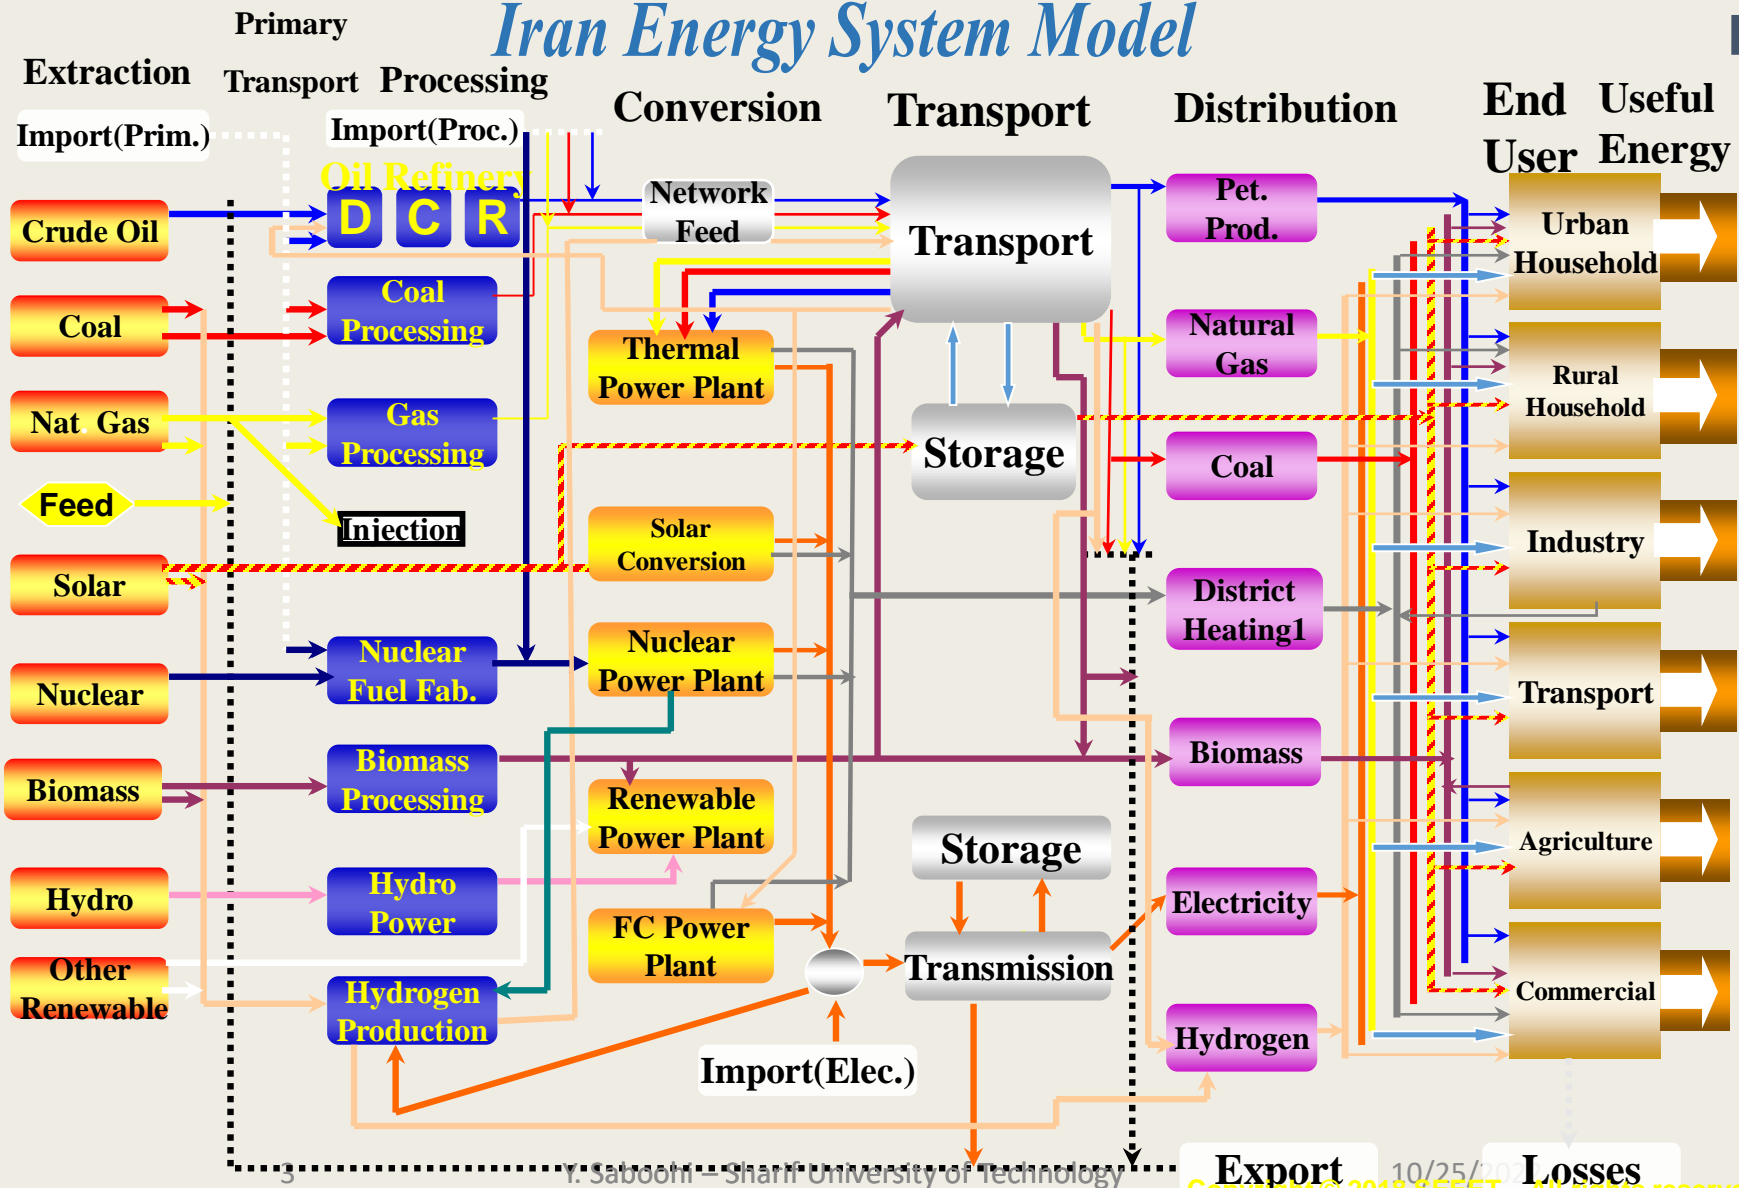 Iran Energy System Model
Primary
Extraction
Transport
Processing
Conversion
Transport
Distribution
End
User
Useful
Energy
Import(Prim.)
Import(Proc.)
Oil Refinery
D C R
Crude Oil
Coal
Nat. Gas
Feed
Solar
Nuclear
Biomass
Hydro
Other
Renewable
Coal
Processing
Gas
Processing
Injection
Nuclear
Fuel Fab.
Biomass
Processing
Hydro
Power
Hydrogen
Production
Network
Feed
Thermal
Power Plant
Solar
Conversion
Nuclear
Power Plant
Renewable
Power Plant
FC Power
Plant
Import(Elec.)
Transport
Storage
Storage
Transmission
Pet.
Prod.
Natural
Gas
Coal
District
Heating1
Biomass
Electricity
Hydrogen
Urban
Household
Rural
Household
Industry
Transport
Agriculture
Commercial
Export
Losses
3
Y. Saboohi – Sharif University of Technology